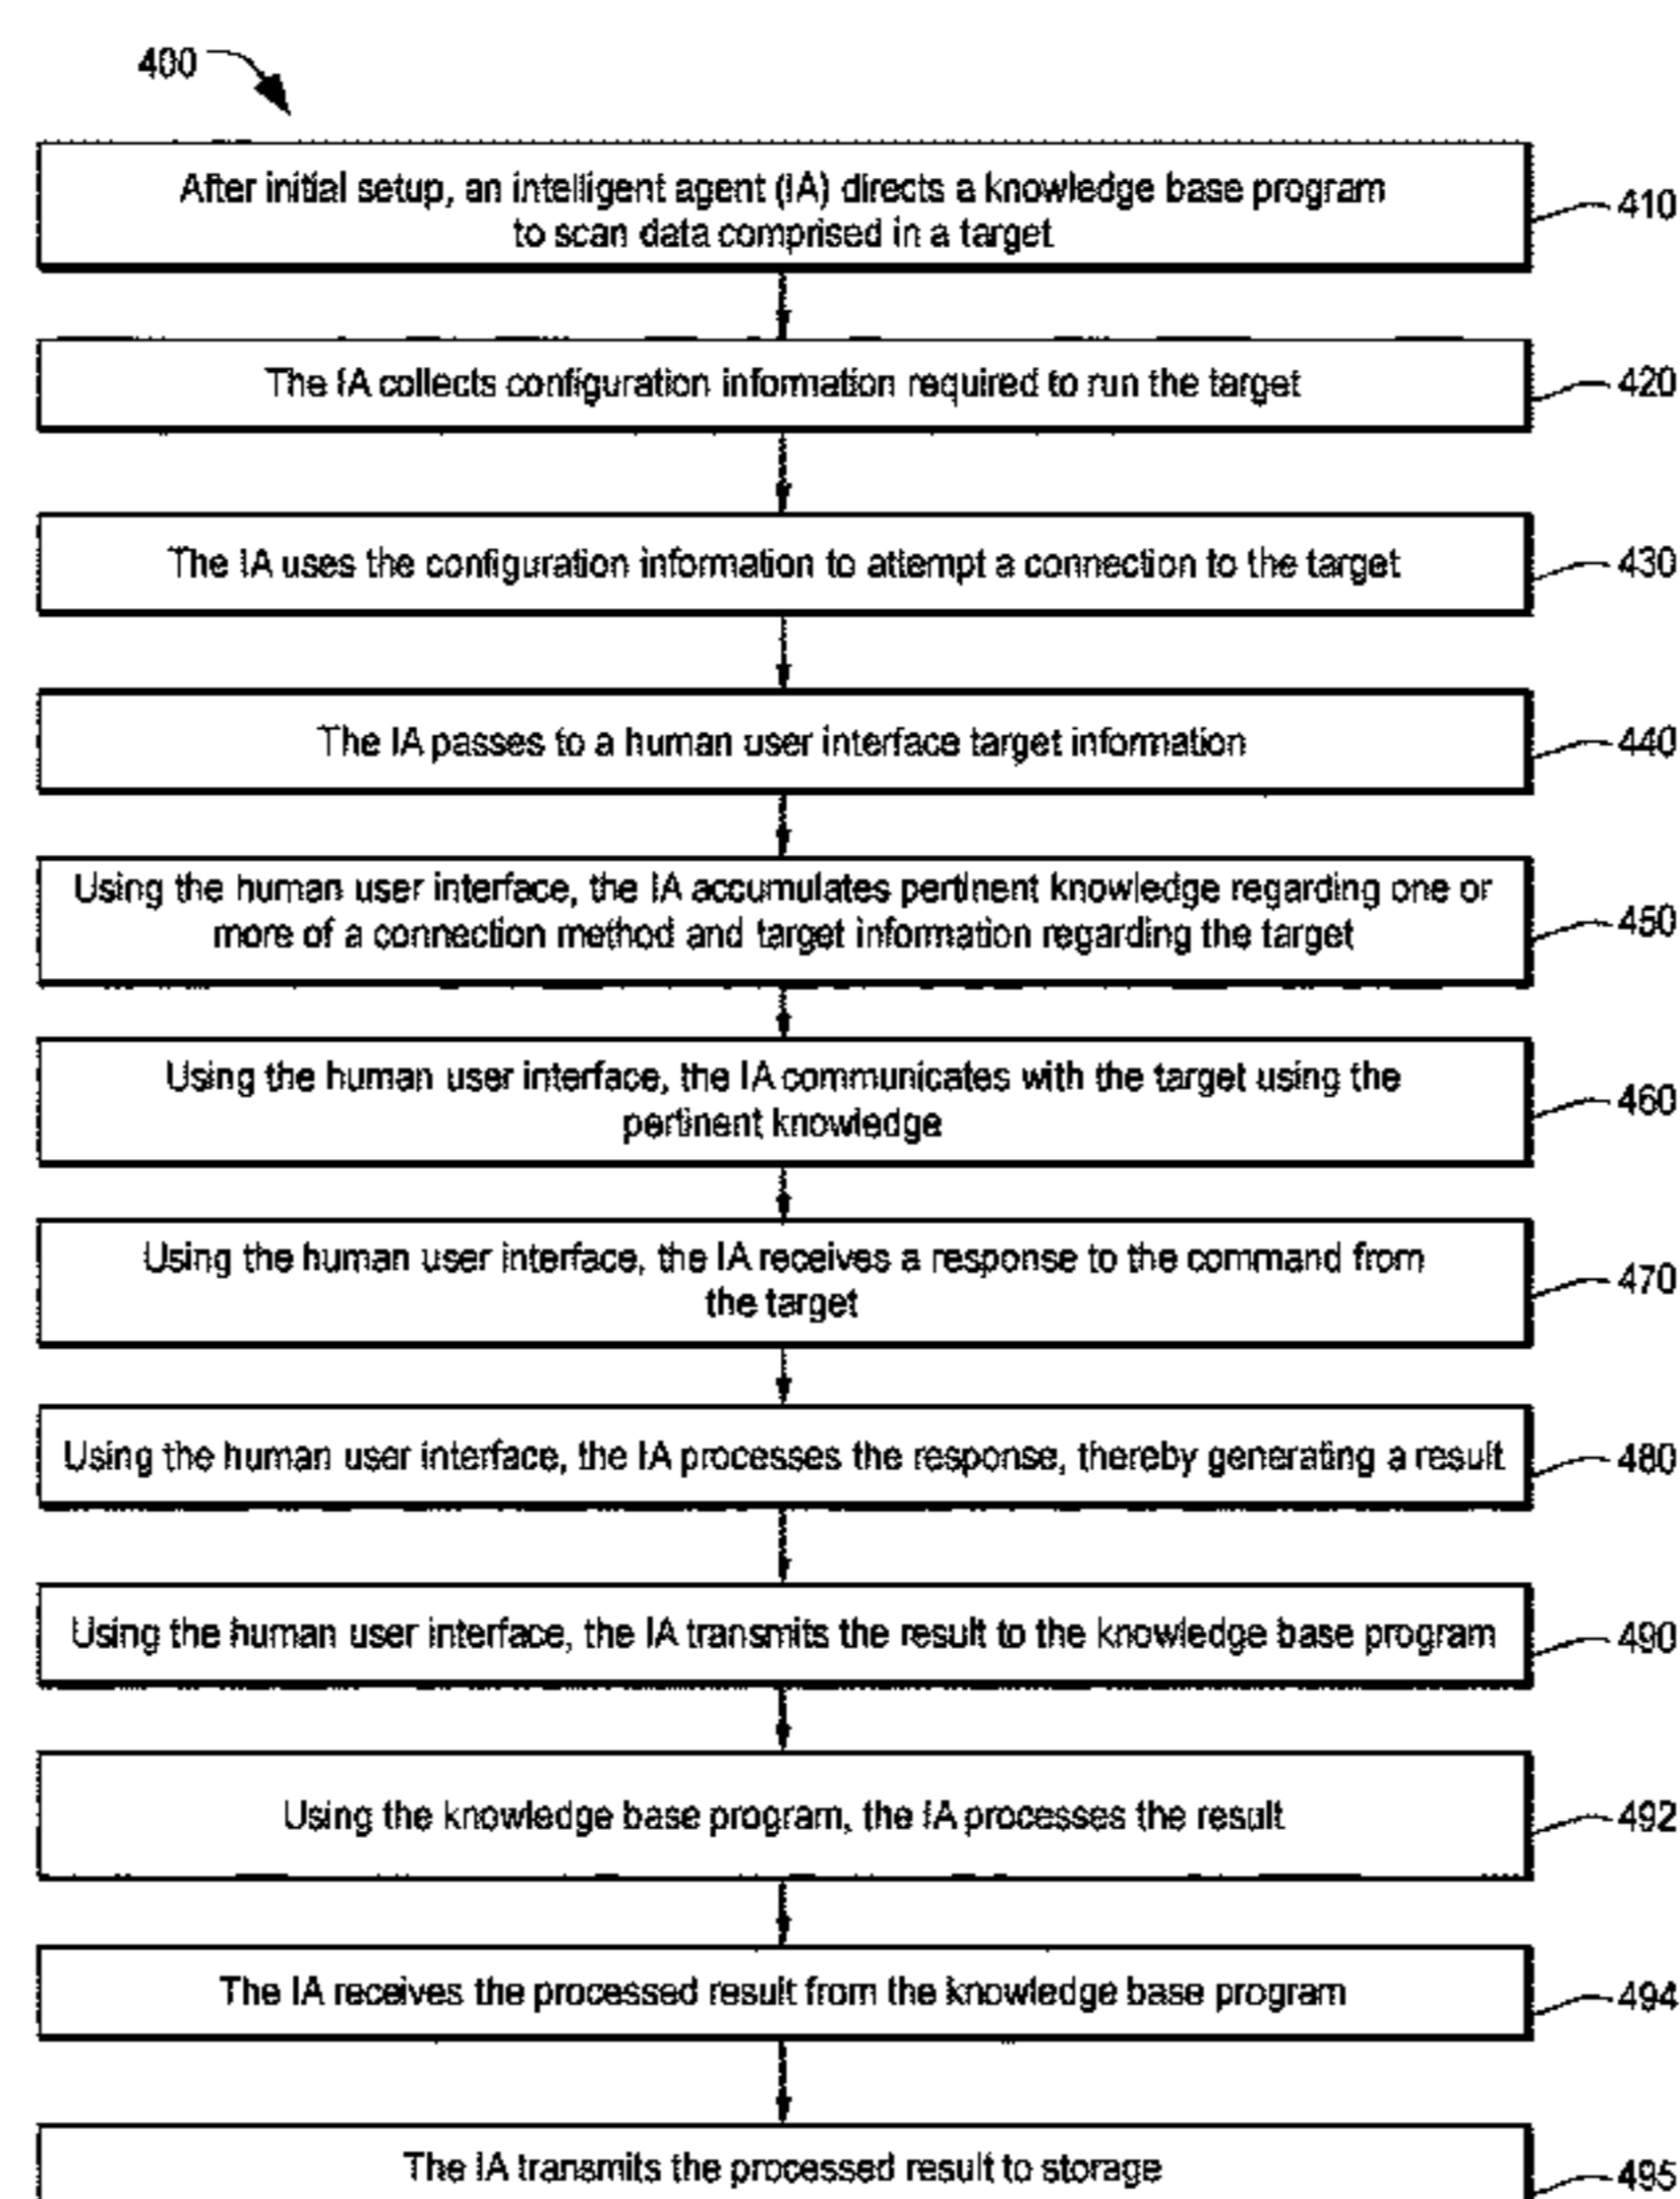 400
After initial setup, an intelligent agent (IA) directs a knowledge base program
to scan data comprised in a target
410
The IA collects configuration information required to run the target
420
The IA uses the configuration information to attempt a connection to the target
430
The IA passes to a human user interface target information
440
Using the human user interface, the IA accumulates pertinent knowledge regarding one or
more of a connection method and target information regarding the target
450
Using the human user interface, the IA communicates with the target using the
pertinent knowledge
460
Using the human user interface, the IA receives a response to the command from
the target
470
Using the human user interface, the IA processes the response, thereby generating a result
480
Using the human user interface, the IA transmits the result to the knowledge base program
490
Using the knowledge base program, the IA processes the result
492
The IA receives the processed result from the knowledge base program
494
The IA transmits the processed result to storage
495